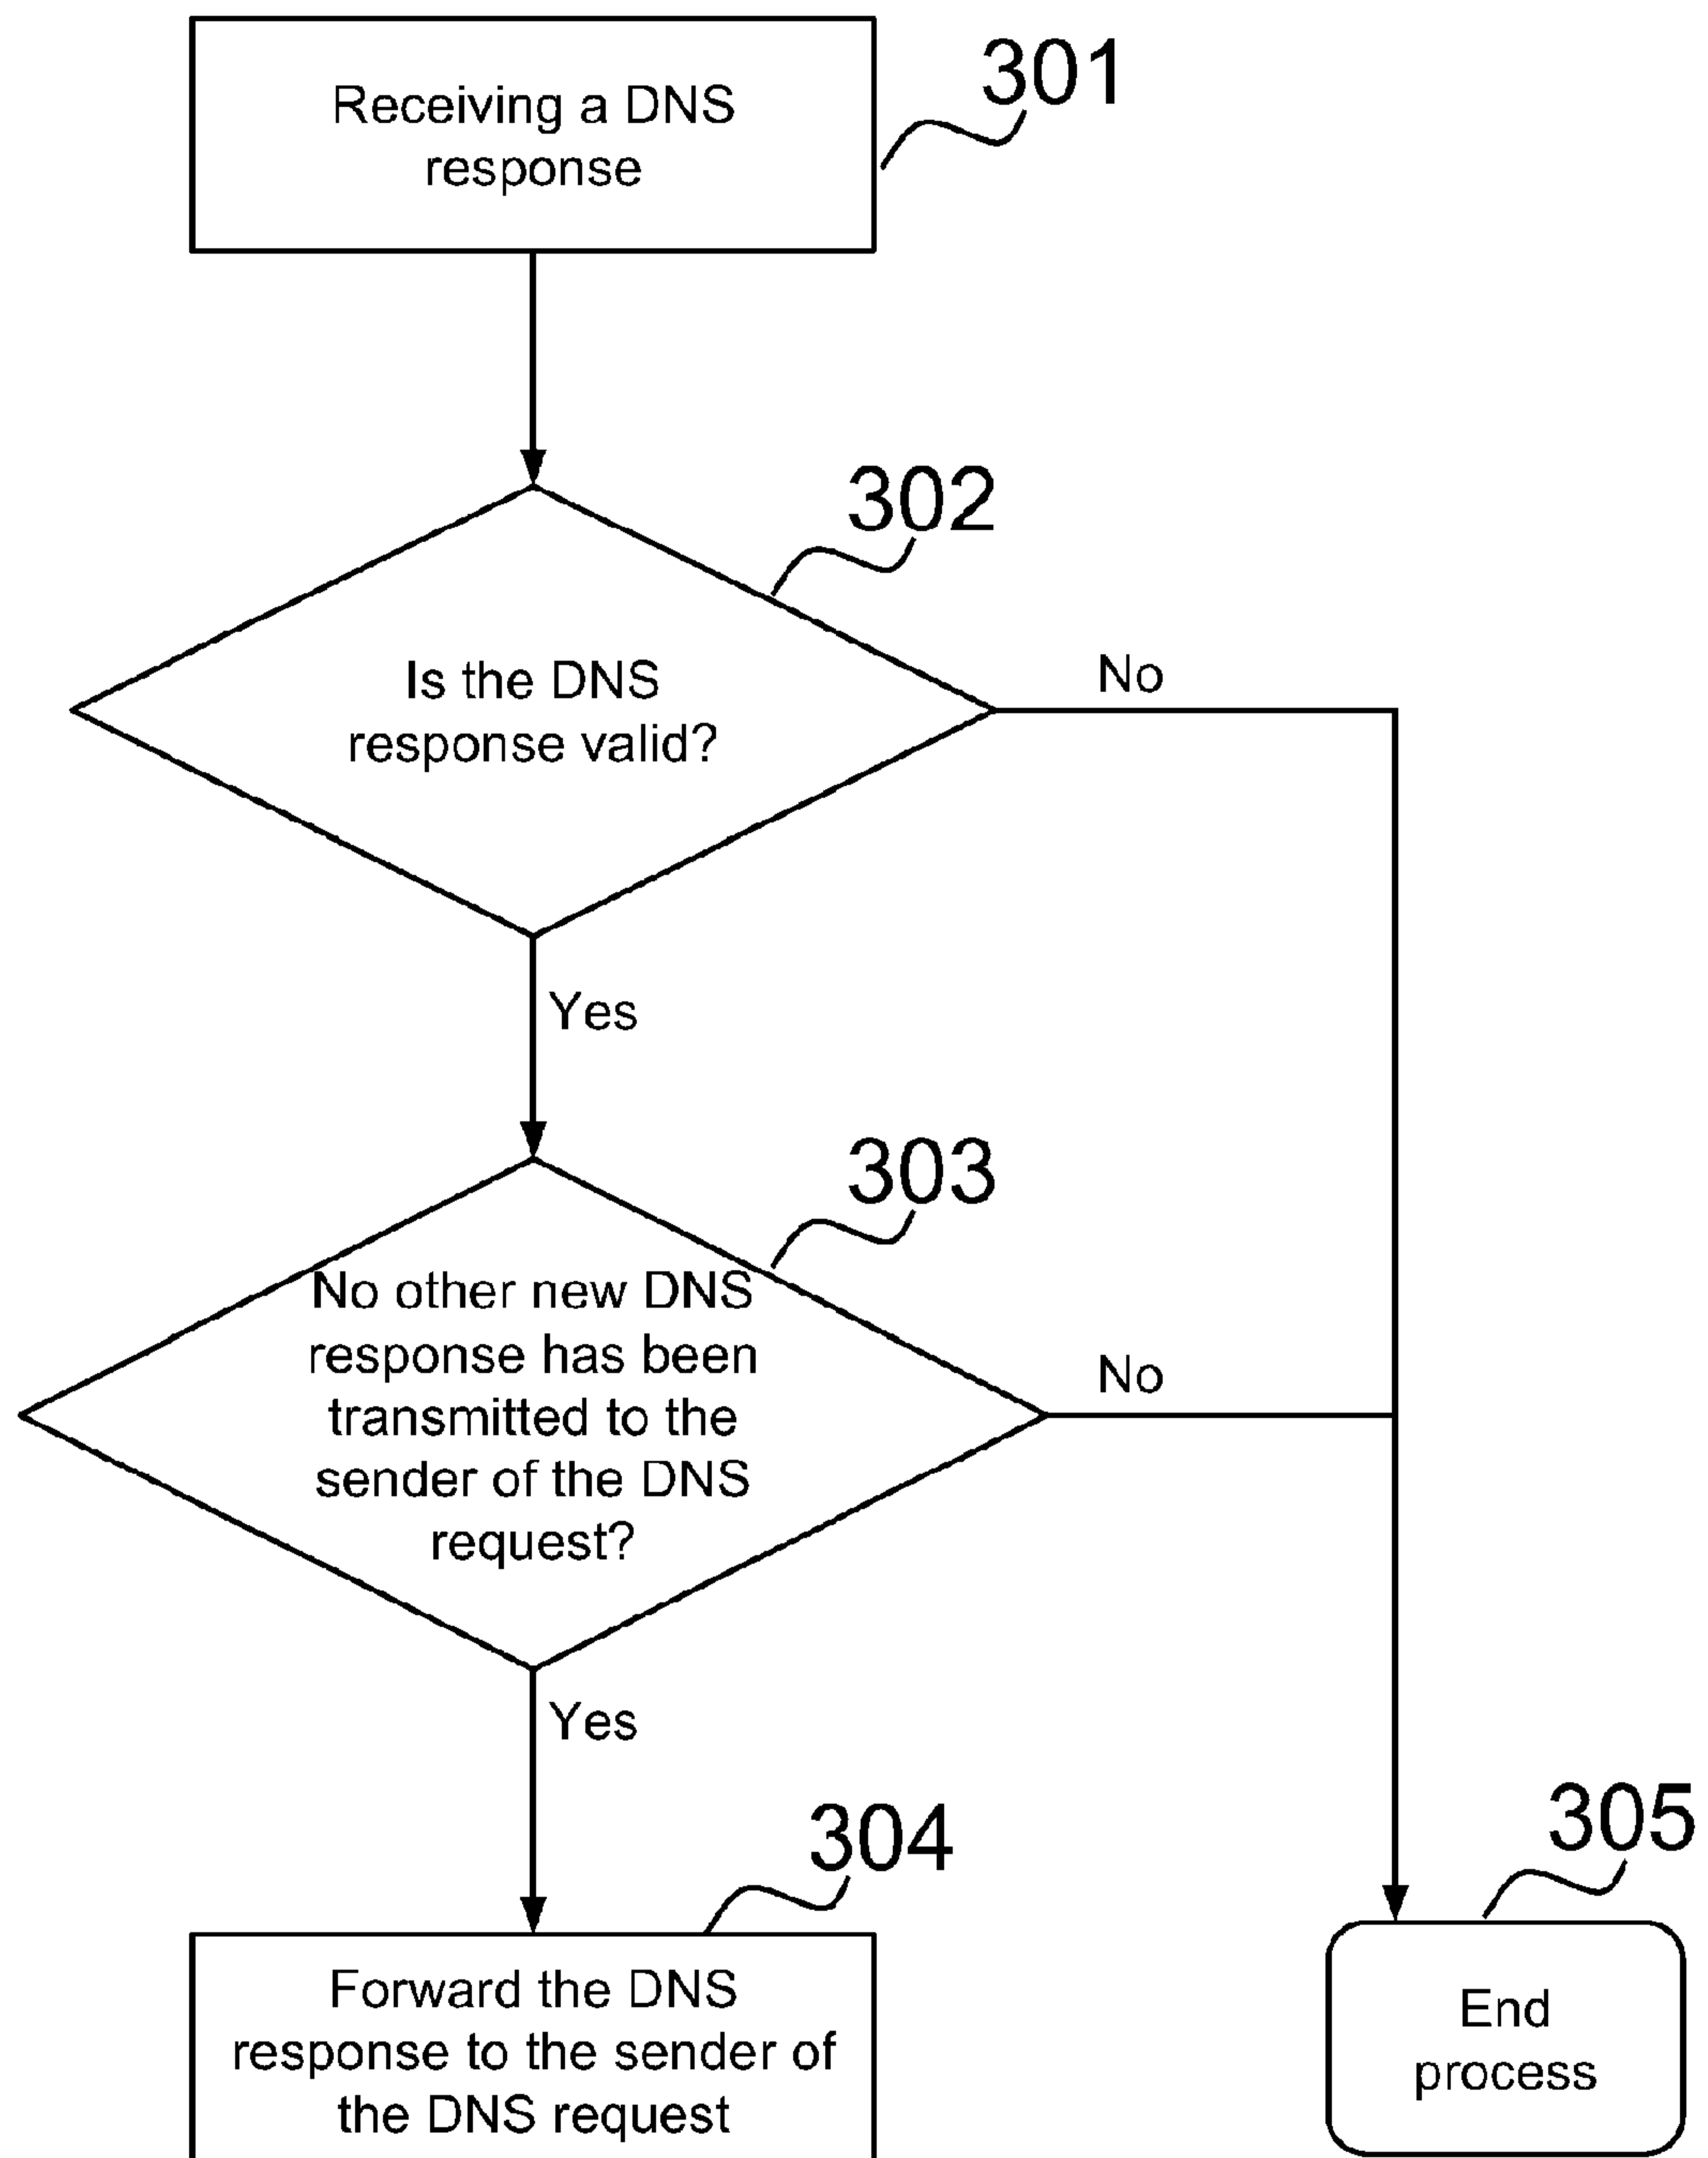 Receiving a DNS
response
301
302
Is the DNS
response valid?
No
Yes
303
No other new DNS
response has been
transmitted to the
sender of the DNS
request?
No
Yes
304
Forward the DNS
response to the sender of
the DNS request
305
End
process